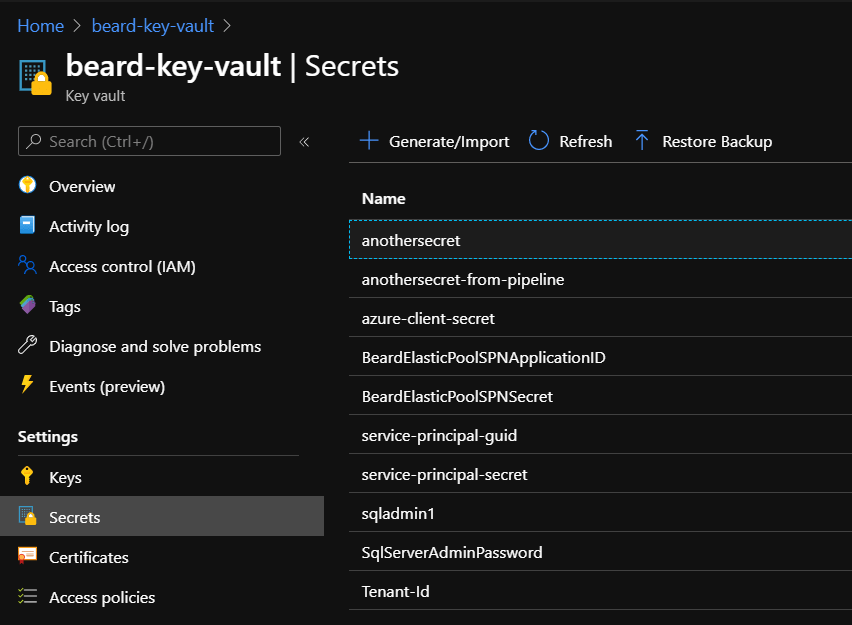 Home > beard-key-vault >
beard-key-vault | Secrets
Key vault
Search (Ctrl+/)
«
Overview
Activity log
Access control (IAM)
Tags
Diagnose and solve problems
Events (preview)
Settings
Keys
Secrets
Certificates
Access policies
+ Generate/Import Refresh Restore Backup
Name
anothersecret
anothersecret-from-pipeline
azure-client-secret
BeardElasticPoolSPNApplicationID
BeardElasticPoolSPNSecret
service-principal-guid
service-principal-secret
sqladmin1
SqlServerAdminPassword
Tenant-Id